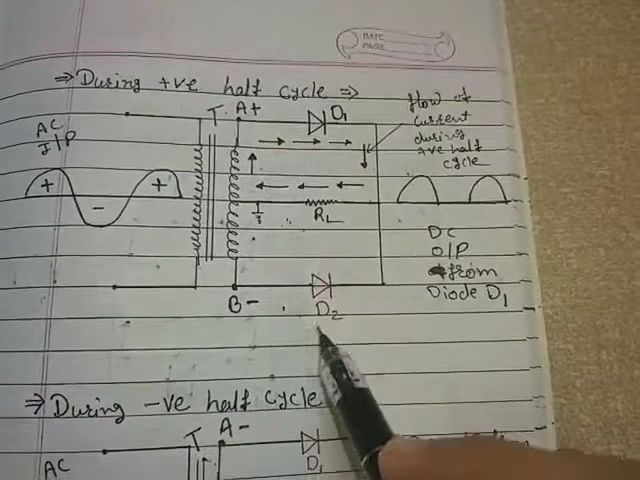 DATE
PAGE
⇒ During +ve half cycle ⇒
AC
I/P
T
A+
D1
flow of
current
during
+ve half
cycle
+
-
+
RL
DC
O/P
from
Diode D1
B-
D2
⇒ During -ve half cycle
T
A-
D1
AC